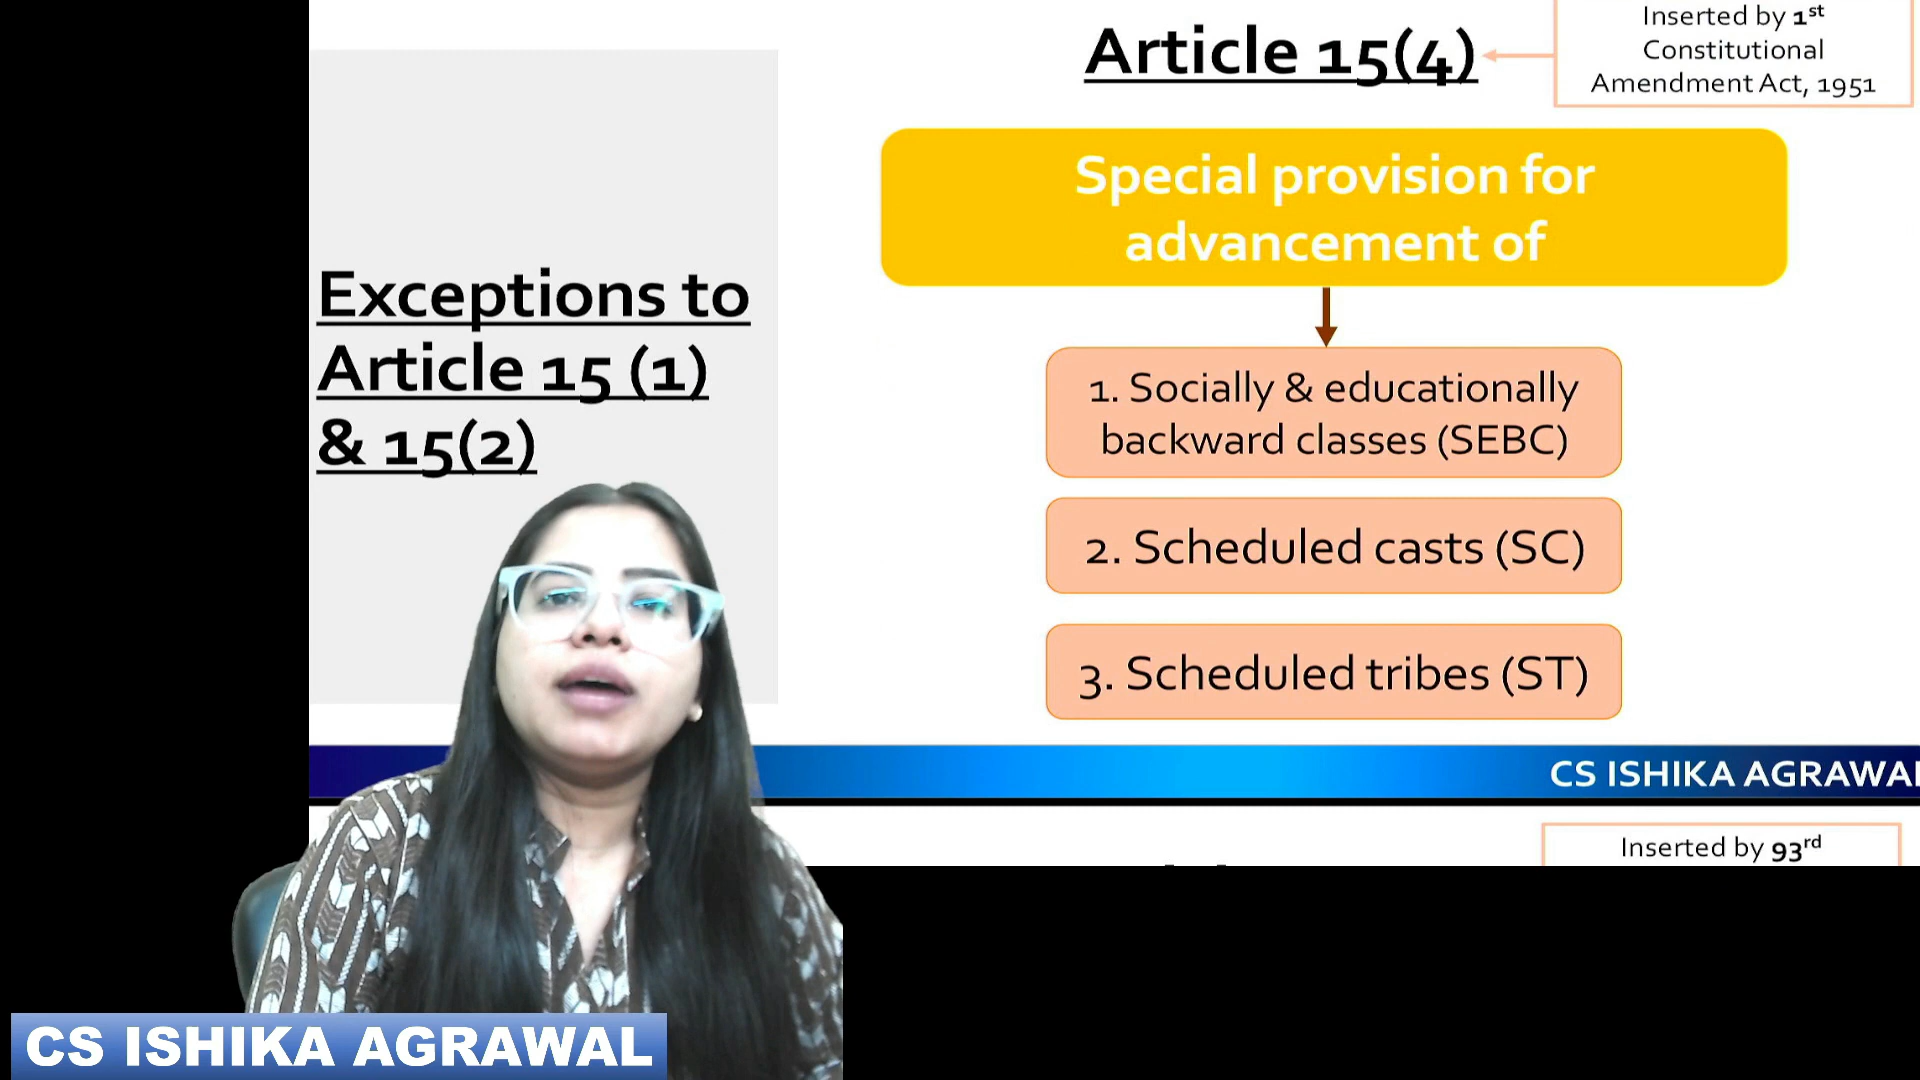 Article 15(4)
Inserted by 1st
Constitutional
Amendment Act, 1951
Special provision for
advancement of
Exceptions to
Article 15 (1)
& 15(2)
1. Socially & educationally
backward classes (SEBC)
2. Scheduled casts (SC)
3. Scheduled tribes (ST)
CS ISHIKA AGRAWAL
Inserted by 93rd
CS ISHIKA AGRAWAL